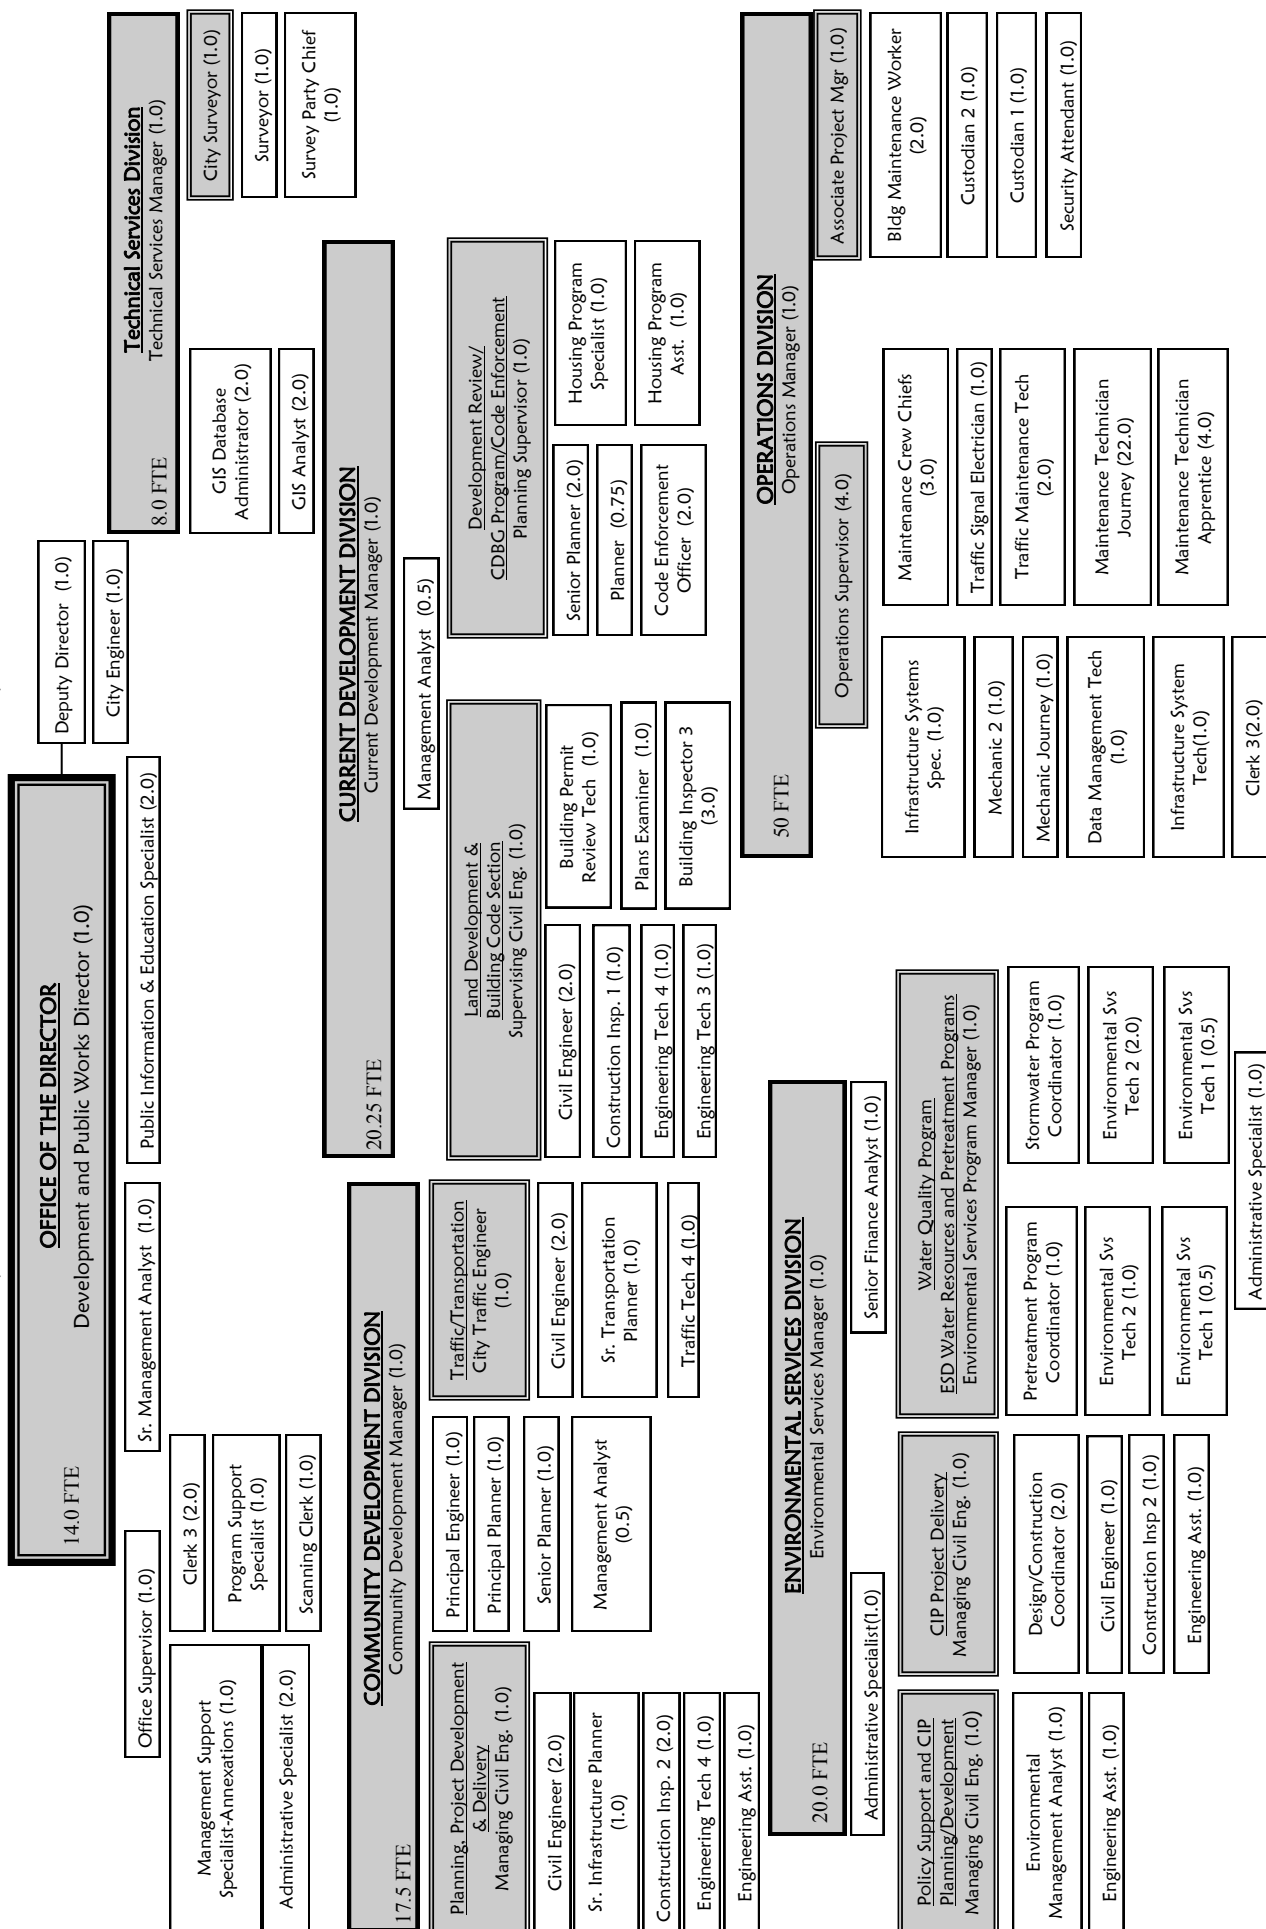 OFFICE OF THE DIRECTOR
Development and Public Works Director (1.0)
14.0 FTE
Deputy Director  (1.0)
City Engineer (1.0)
Office Supervisor (1.0)
Sr. Management Analyst  (1.0)
Public Information & Education Specialist (2.0)
Management Support
Specialist-Annexations (1.0)
Administrative Specialist (2.0)
Clerk 3 (2.0)
Program Support
Specialist (1.0)
Scanning Clerk (1.0)
Technical Services Division
Technical Services Manager (1.0)
8.0 FTE
GIS Database
Administrator (2.0)
GIS Analyst (2.0)
City Surveyor (1.0)
Surveyor (1.0)
Survey Party Chief
(1.0)
COMMUNITY DEVELOPMENT DIVISION
Community Development Manager (1.0)
17.5 FTE
Planning, Project Development
& Delivery
Managing Civil Eng. (1.0)
Civil Engineer (2.0)
Sr. Infrastructure Planner
(1.0)
Construction Insp. 2 (2.0)
Engineering Tech 4 (1.0)
Engineering Asst. (1.0)
Principal Engineer (1.0)
Principal Planner (1.0)
Senior Planner (1.0)
Management Analyst
(0.5)
Traffic/Transportation
City Traffic Engineer
(1.0)
Civil Engineer (2.0)
Sr. Transportation
Planner (1.0)
Traffic Tech 4 (1.0)
CURRENT DEVELOPMENT DIVISION
Current Development Manager (1.0)
20.25 FTE
Management Analyst  (0.5)
Land Development &
Building Code Section
Supervising Civil Eng. (1.0)
Civil Engineer (2.0)
Construction Insp. 1 (1.0)
Engineering Tech 4 (1.0)
Engineering Tech 3 (1.0)
Building Permit
Review Tech  (1.0)
Plans Examiner  (1.0)
Building Inspector 3
(3.0)
Development Review/
CDBG Program/Code Enforcement
Planning Supervisor (1.0)
Senior Planner (2.0)
Planner (0.75)
Code Enforcement
Officer  (2.0)
Housing Program
Specialist (1.0)
Housing Program
Asst.  (1.0)
ENVIRONMENTAL SERVICES DIVISION
Environmental Services Manager (1.0)
20.0 FTE
Administrative Specialist(1.0)
Senior Finance Analyst (1.0)
Policy Support and CIP
Planning/Development
Managing Civil Eng. (1.0)
Environmental
Management Analyst (1.0)
Engineering Asst. (1.0)
CIP Project Delivery
Managing Civil Eng. (1.0)
Design/Construction
Coordinator (2.0)
Civil Engineer (1.0)
Construction Insp 2 (1.0)
Engineering Asst. (1.0)
Water Quality Program
ESD Water Resources and Pretreatment Programs
Environmental Services Program Manager (1.0)
Pretreatment Program
Coordinator (1.0)
Environmental Svs
Tech 2 (1.0)
Environmental Svs
Tech 1 (0.5)
Stormwater Program
Coordinator (1.0)
Environmental Svs
Tech 2 (2.0)
Environmental Svs
Tech 1 (0.5)
Administrative Specialist (1.0)
OPERATIONS DIVISION
Operations Manager (1.0)
50 FTE
Operations Supervisor (4.0)
Infrastructure Systems
Spec. (1.0)
Mechanic 2 (1.0)
Mechanic Journey (1.0)
Data Management Tech
(1.0)
Infrastructure System
Tech(1.0)
Clerk 3(2.0)
Maintenance Crew Chiefs
(3.0)
Traffic Signal Electrician (1.0)
Traffic Maintenance Tech
(2.0)
Maintenance Technician
Journey (22.0)
Maintenance Technician
Apprentice (4.0)
Associate Project Mgr (1.0)
Bldg Maintenance Worker
(2.0)
Custodian 2 (1.0)
Custodian 1 (1.0)
Security Attendant (1.0)